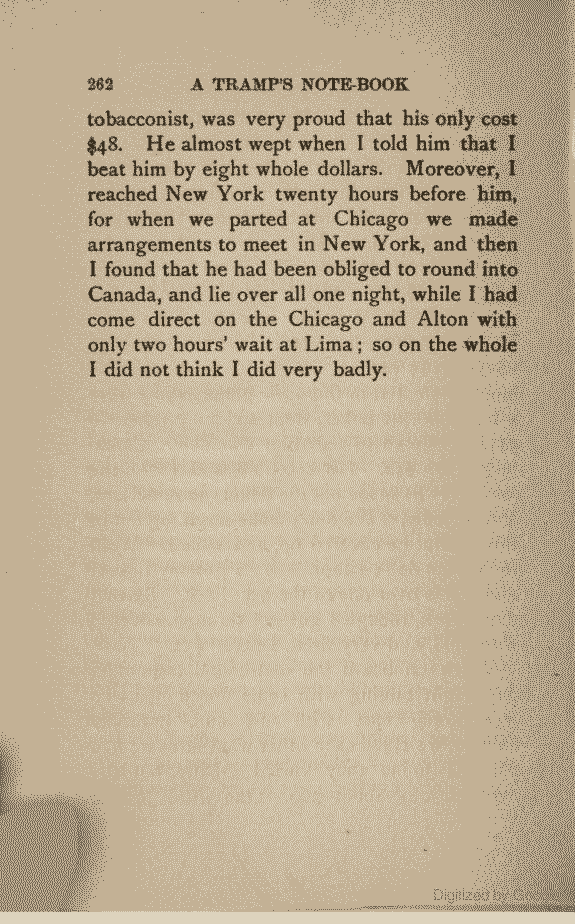 262 A TRAMP'S NOTE-BOOK
tobacconist, was very proud that his only cost
$48. He almost wept when I told him that I
beat him by eight whole dollars. Moreover, I
reached New York twenty hours before him,
for when we parted at Chicago we made
arrangements to meet in New York, and then
I found that he had been obliged to round into
Canada, and lie over all one night, while I had
come direct on the Chicago and Alton with
only two hours' wait at Lima ; so on the whole
I did not think I did very badly.
Digitized by Google